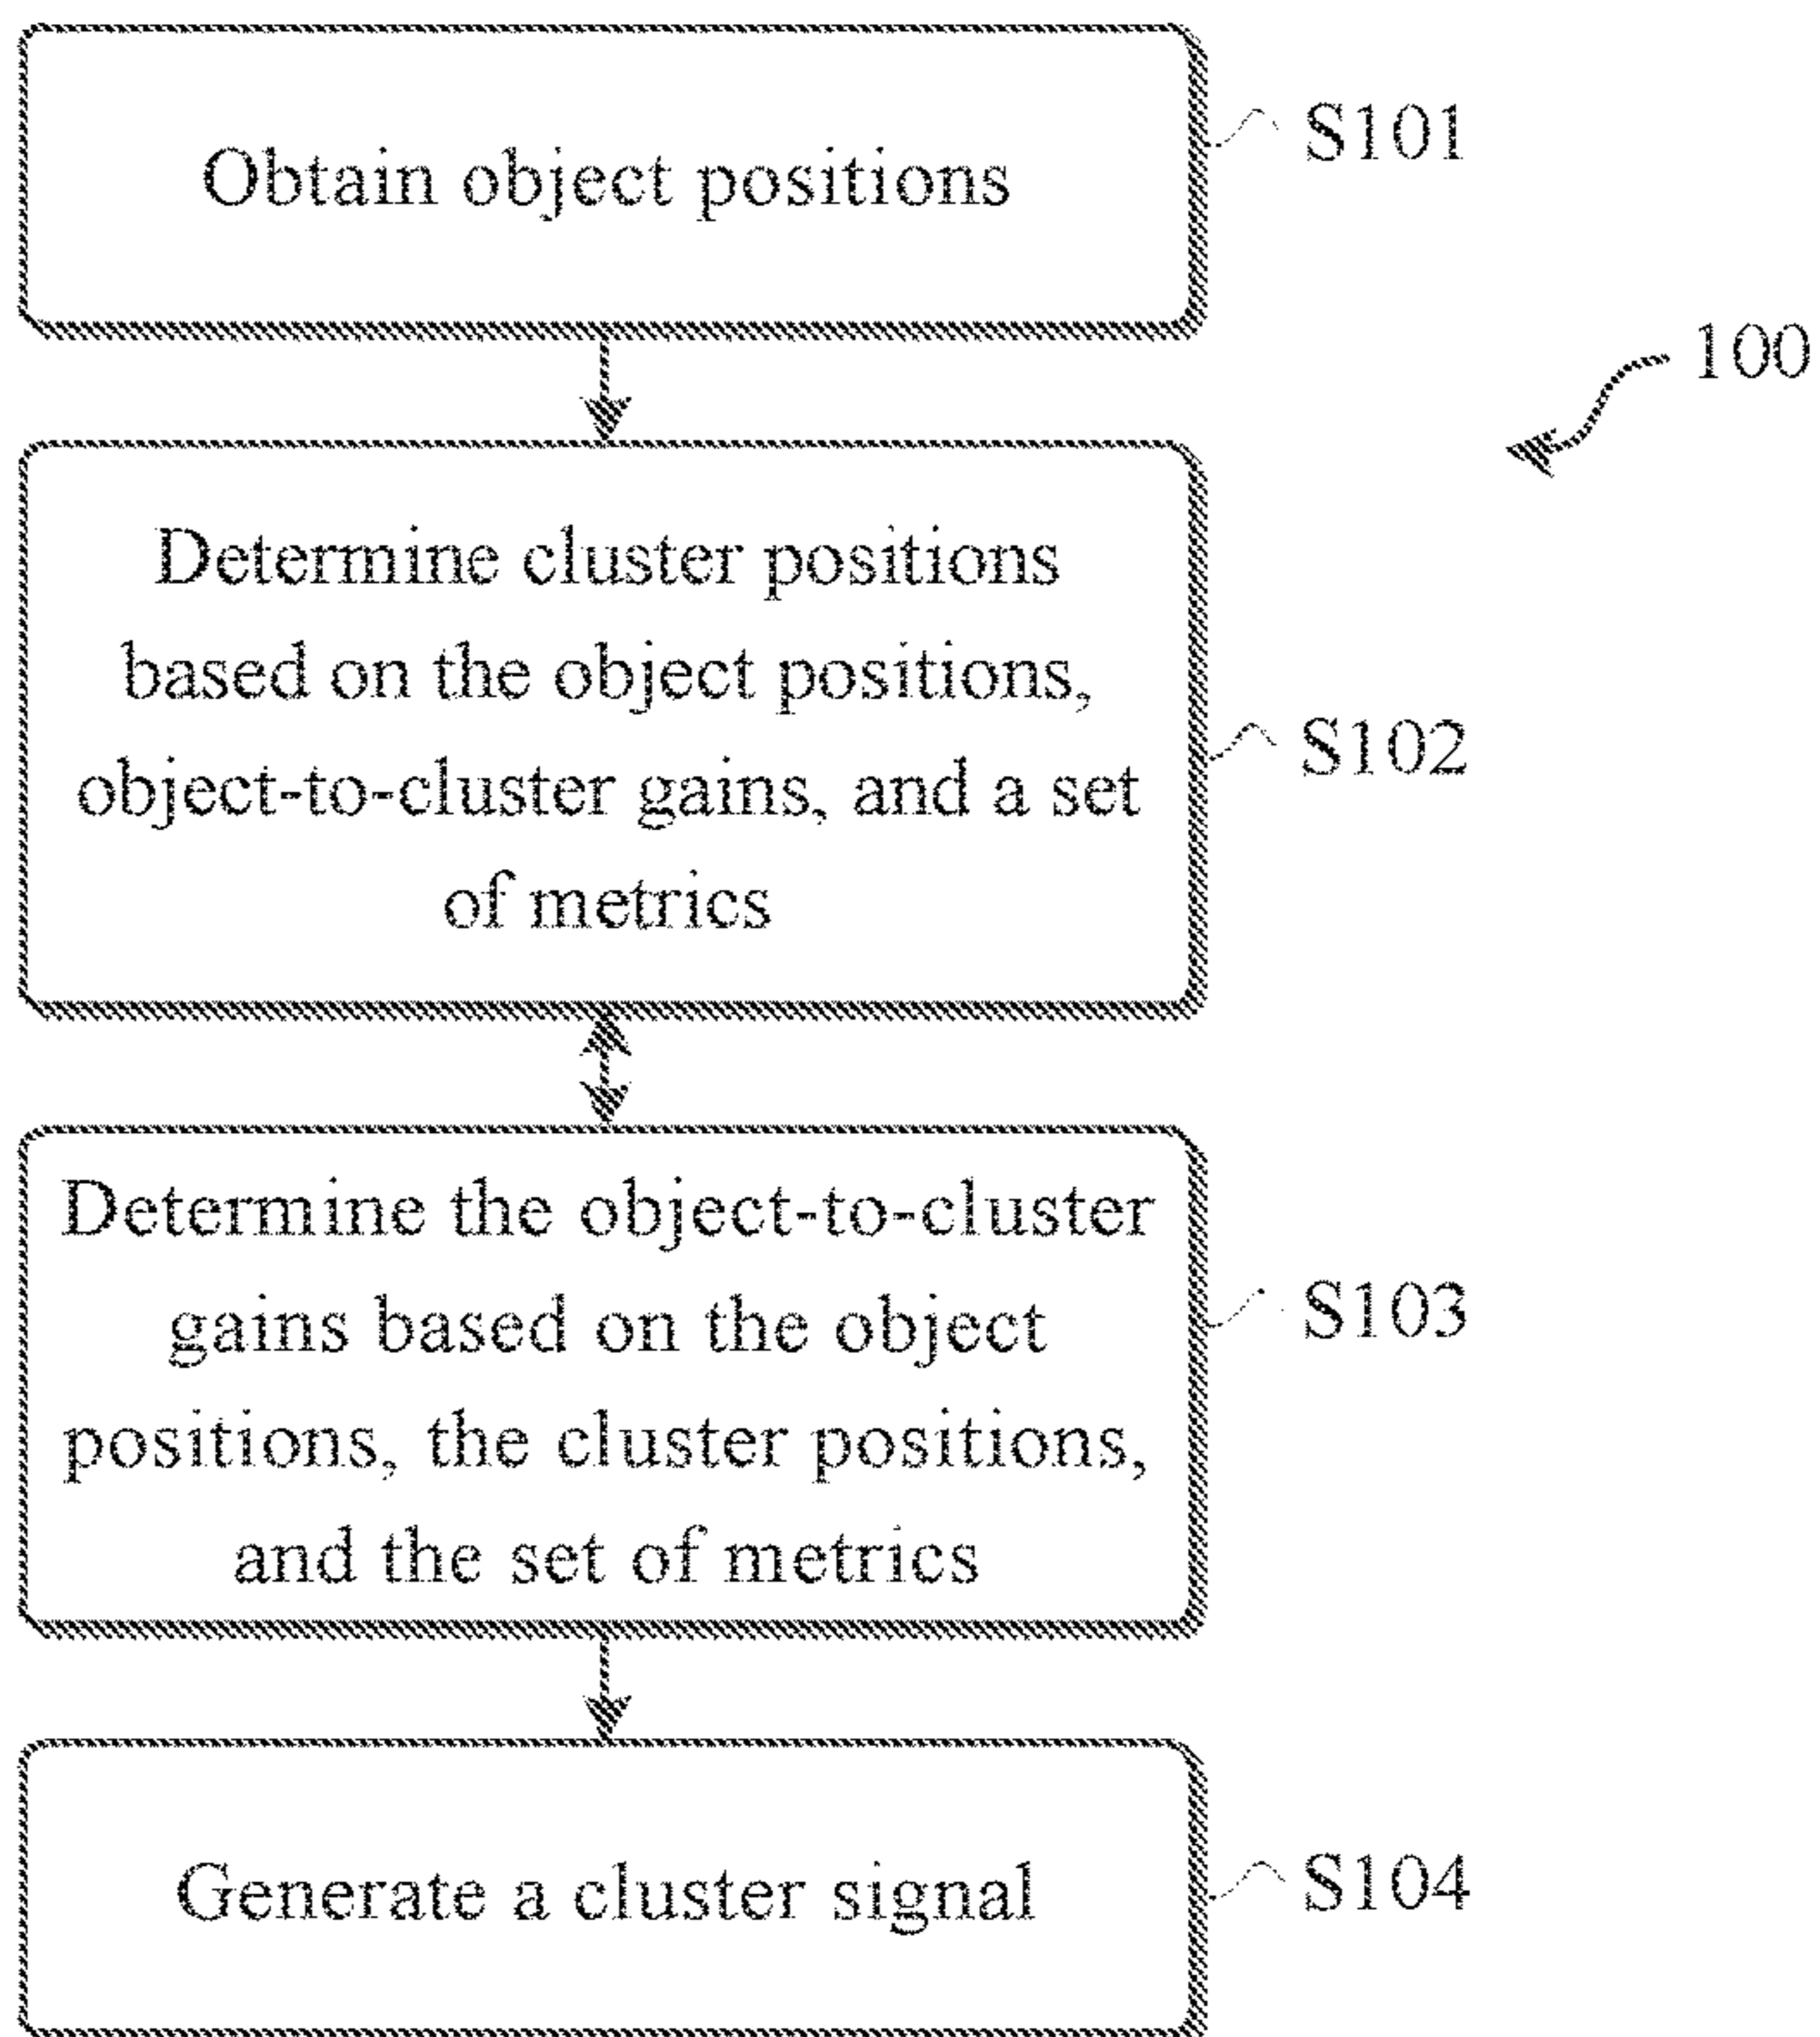 Obtain object positions
S101
100
Determine cluster positions
based on the object positions,
object-to-cluster gains, and a set
of metrics
S102
Determine the object-to-cluster
gains based on the object
positions, the cluster positions,
and the set of metrics
S103
Generate a cluster signal
S104